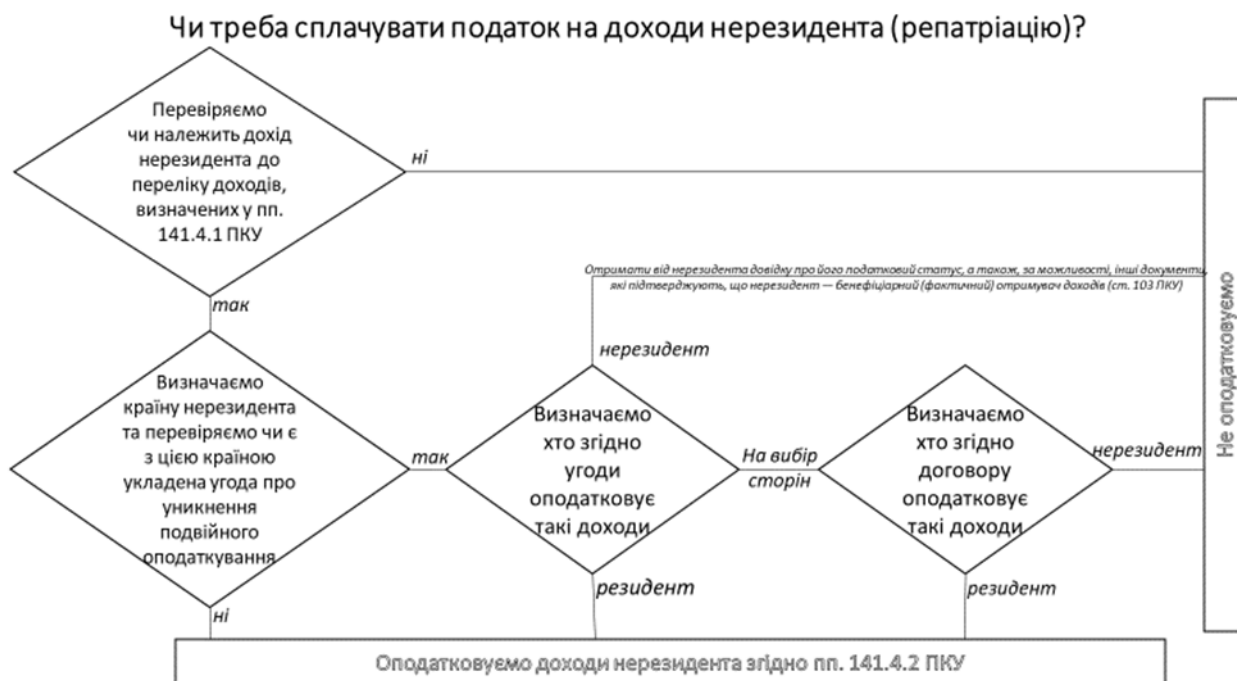 Чи треба сплачувати податок на доходи нерезидента (репатріацію)?
Перевіряємо
чи належить дохід
нерезидента до
переліку доходів,
визначених у пп.
141.4.1 ПКУ
ні
так
Отримати від нерезидента довідку про його податковий статус, а також, за можливості, інші документи,
які підтверджують, що нерезидент — бенефіціарний (фактичний) отримувач доходів (ст. 103 ПКУ)
нерезидент
Визначаємо
країну нерезидента
та перевіряємо чи є
з цією країною
укладена угода про
уникнення
подвійного
оподаткування
так
ні
Визначаємо
хто згідно
угоди
оподатковує
такі доходи
На вибір
сторін
резидент
Визначаємо
хто згідно
договору
оподатковує
такі доходи
нерезидент
резидент
Не оподатковуємо
Оподатковуємо доходи нерезидента згідно пп. 141.4.2 ПКУ